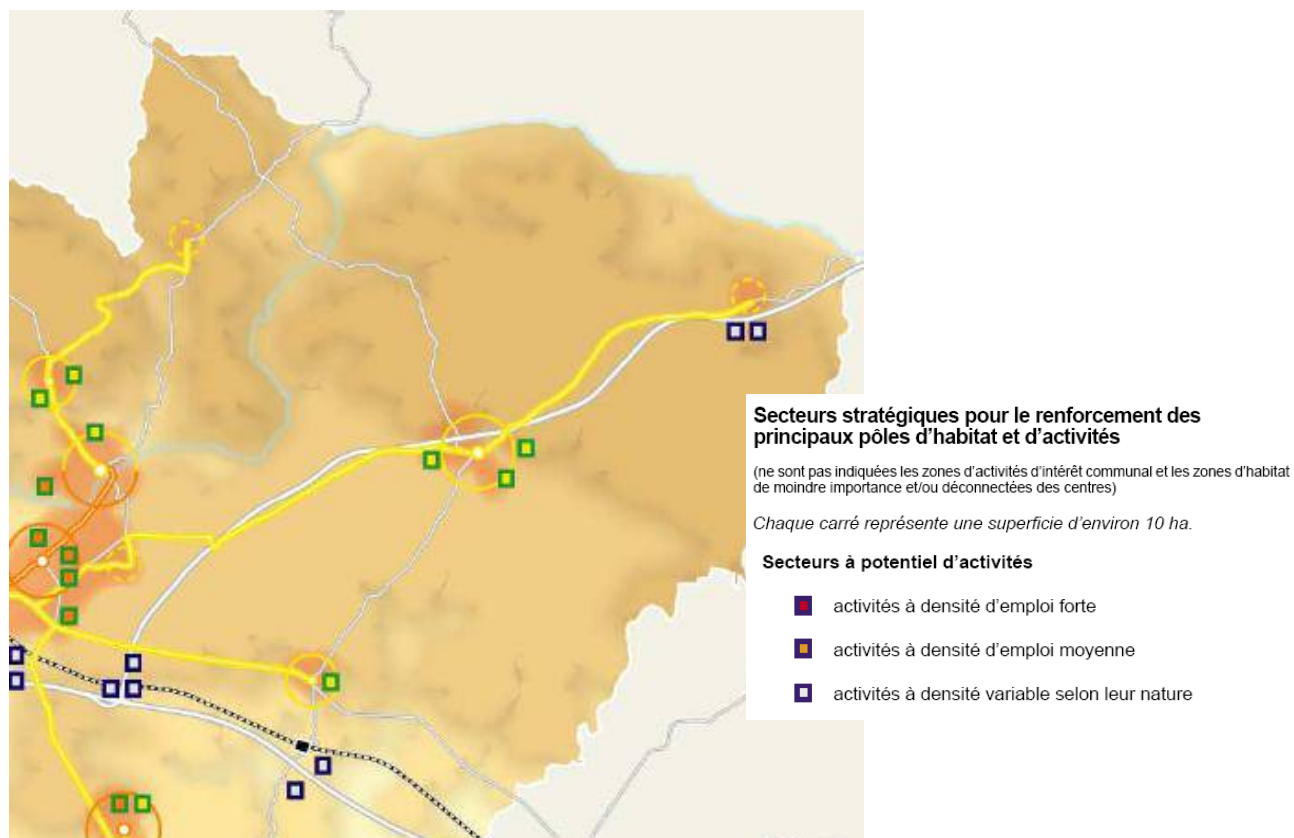 Secteurs stratégiques pour le renforcement des
principaux pôles d'habitat et d'activités
(ne sont pas indiquées les zones d'activités d'intérêt communal et les zones d'habitat
de moindre importance et/ou déconnectées des centres)
Chaque carré représente une superficie d'environ 10 ha.
Secteurs à potentiel d'activités
activités à densité d'emploi forte
activités à densité d'emploi moyenne
activités à densité variable selon leur nature